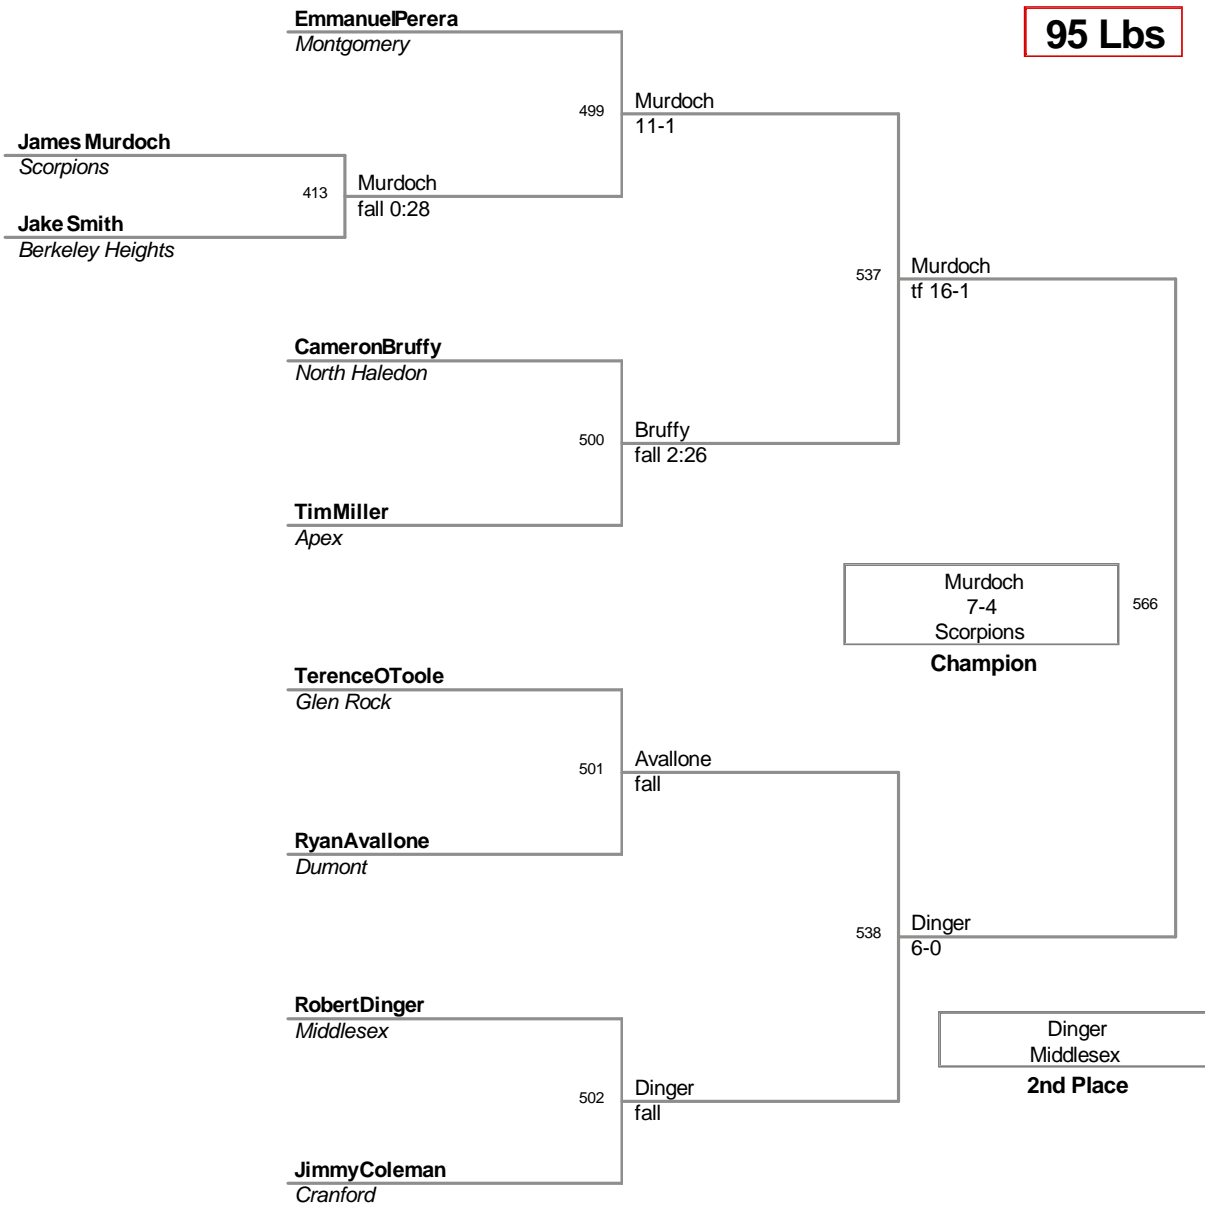 EmmanuelPerera
Montgomery
95 Lbs
499
Murdoch
11-1
James Murdoch
Scorpions
413
Murdoch
fall 0:28
Jake Smith
Berkeley Heights
537
Murdoch
tf 16-1
CameronBruffy
North Haledon
500
Bruffy
fall 2:26
TimMiller
Apex
Murdoch
7-4
Scorpions
566
Champion
TerenceOToole
Glen Rock
501
Avallone
fall
RyanAvallone
Dumont
538
Dinger
6-0
RobertDinger
Middlesex
Dinger
Middlesex
2nd Place
502
Dinger
fall
JimmyColeman
Cranford